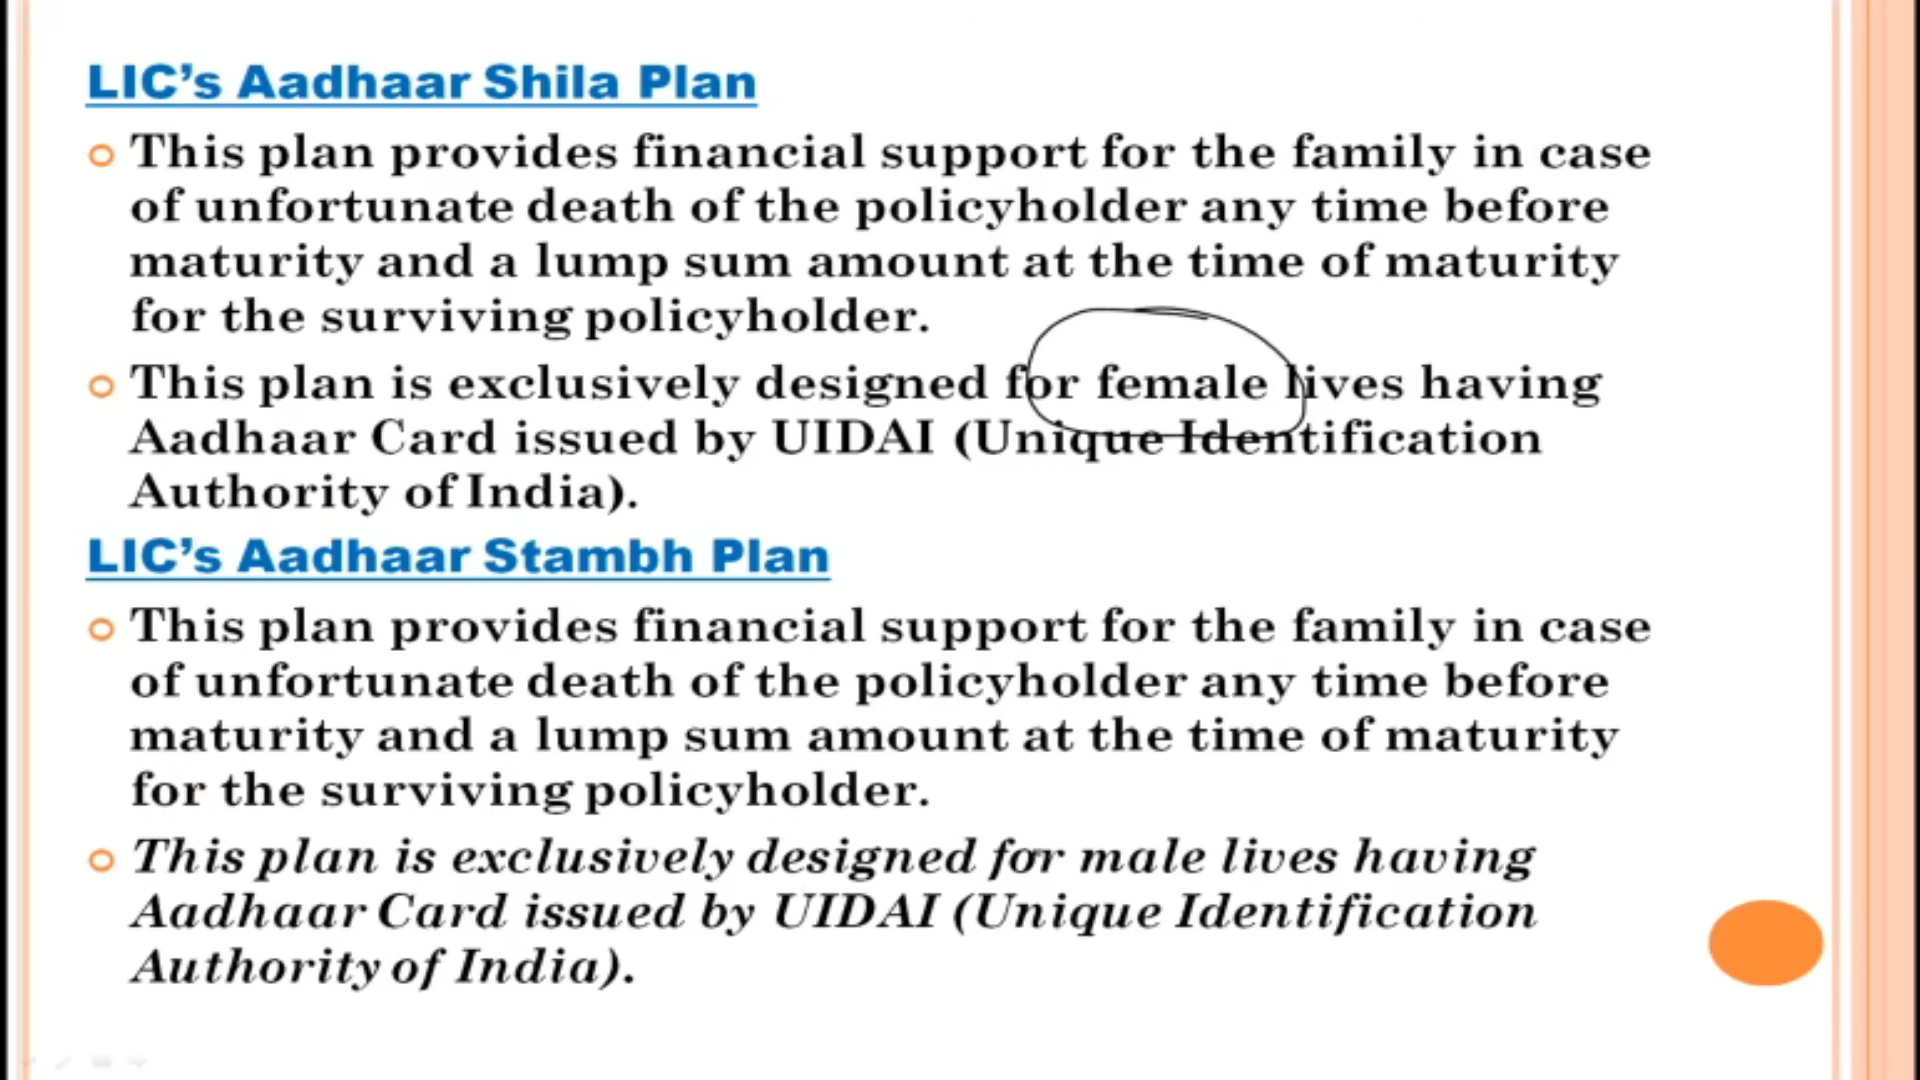 LIC’s Aadhaar Shila Plan
This plan provides financial support for the family in case
of unfortunate death of the policyholder any time before
maturity and a lump sum amount at the time of maturity
for the surviving policyholder.
This plan is exclusively designed for female lives having
Aadhaar Card issued by UIDAI (Unique Identification
Authority of India).
LIC’s Aadhaar Stambh Plan
This plan provides financial support for the family in case
of unfortunate death of the policyholder any time before
maturity and a lump sum amount at the time of maturity
for the surviving policyholder.
This plan is exclusively designed for male lives having
Aadhaar Card issued by UIDAI (Unique Identification
Authority of India).